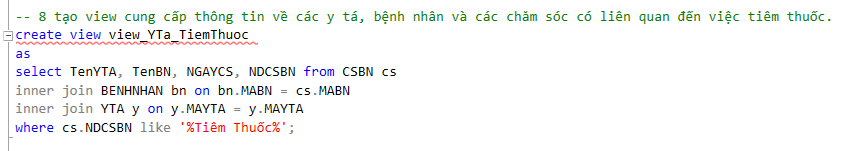 -- 8 tạo view cung cấp thông tin về các y tá, bệnh nhân và các chăm sóc có liên quan đến việc tiêm thuốc.
create view view_YTa_TiemThuoc
as
select TenYTA, TenBN, NGAYCS, NDCSBN from CSBN cs
inner join BENHNHAN bn on bn.MABN = cs.MABN
inner join YTA y on y.MAYTA = y.MAYTA
where cs.NDCSBN like '%Tiêm Thuốc%';